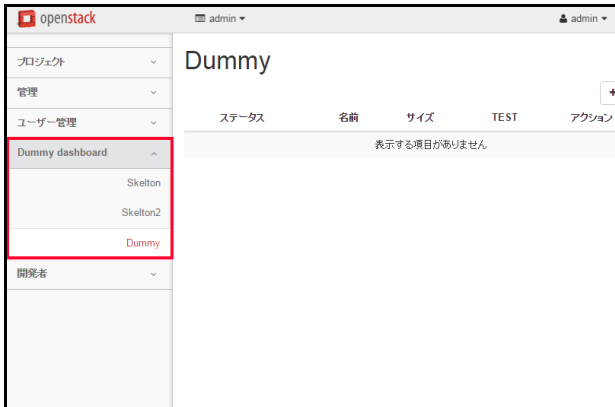 openstack admin admin
プロジェクト
管理
ユーザー管理
Dummy dashboard
Skelton
Skelton2
Dummy
開発者
Dummy
+
ステータス 名前 サイズ TEST アクション
表示する項目がありません